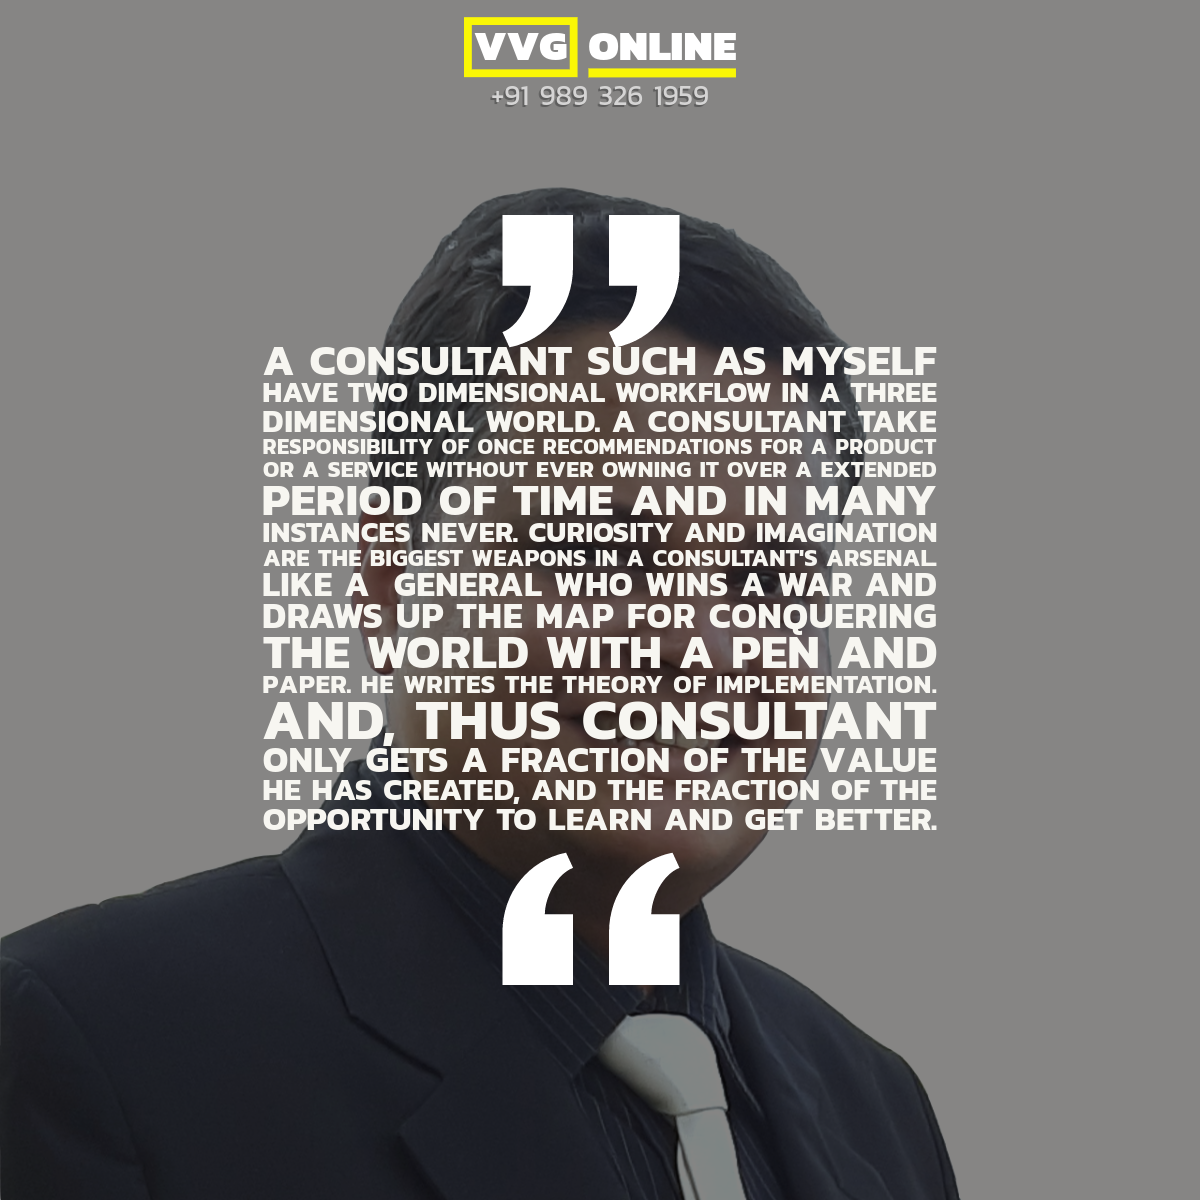 VVG ONLINE
+91 989 326 1959
”
A CONSULTANT SUCH AS MYSELF
HAVE TWO DIMENSIONAL WORKFLOW IN A THREE
DIMENSIONAL WORLD. A CONSULTANT TAKE
RESPONSIBILITY OF ONCE RECOMMENDATIONS FOR A PRODUCT
OR A SERVICE WITHOUT EVER OWNING IT OVER A EXTENDED
PERIOD OF TIME AND IN MANY
INSTANCES NEVER. CURIOSITY AND IMAGINATION
ARE THE BIGGEST WEAPONS IN A CONSULTANT'S ARSENAL.
LIKE A GENERAL WHO WINS A WAR AND
DRAWS UP THE MAP FOR CONQUERING
THE WORLD WITH A PEN AND
PAPER. HE WRITES THE THEORY OF IMPLEMENTATION.
AND, THUS CONSULTANT
ONLY GETS A FRACTION OF THE VALUE
HE HAS CREATED, AND THE FRACTION OF THE
OPPORTUNITY TO LEARN AND GET BETTER.
“